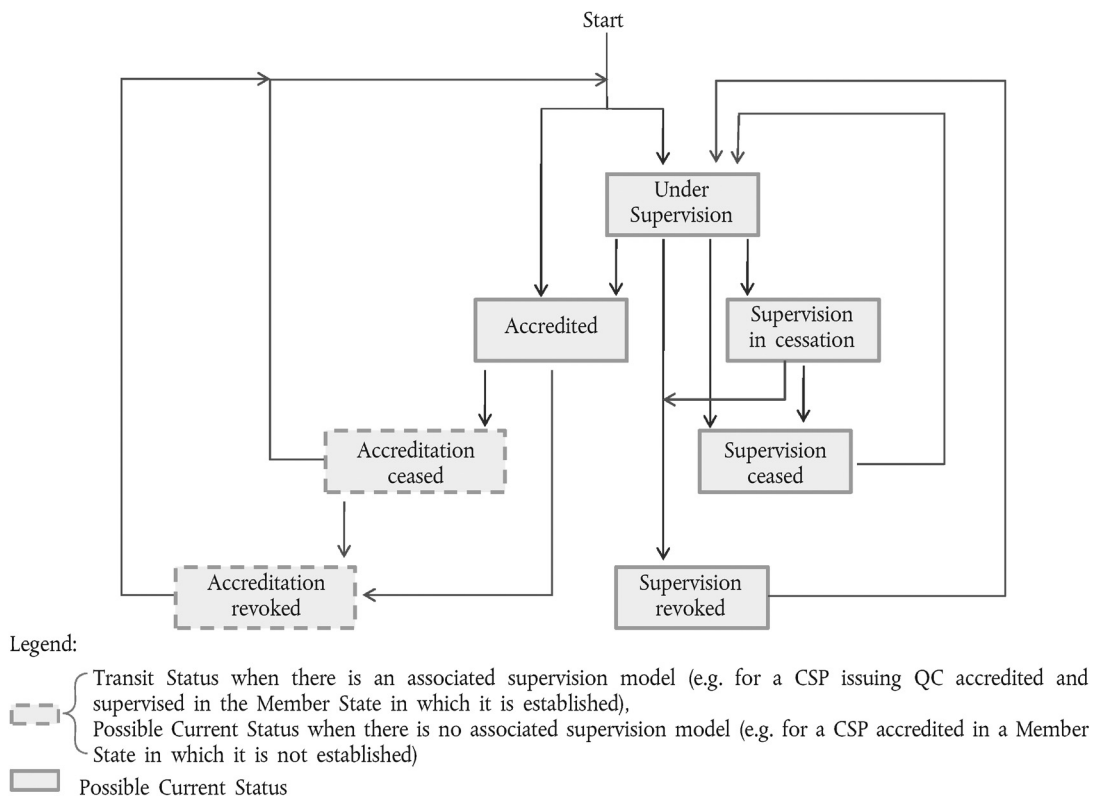 Start
Under
Supervision
Accredited
Supervision
in cessation
Accreditation
ceased
Supervision
ceased
Accreditation
revoked
Supervision
revoked
Legend:
Transit Status when there is an associated supervision model (e.g. for a CSP issuing QC accredited and
supervised in the Member State in which it is established),
Possible Current Status when there is no associated supervision model (e.g. for a CSP accredited in a Member
State in which it is not established)
Possible Current Status